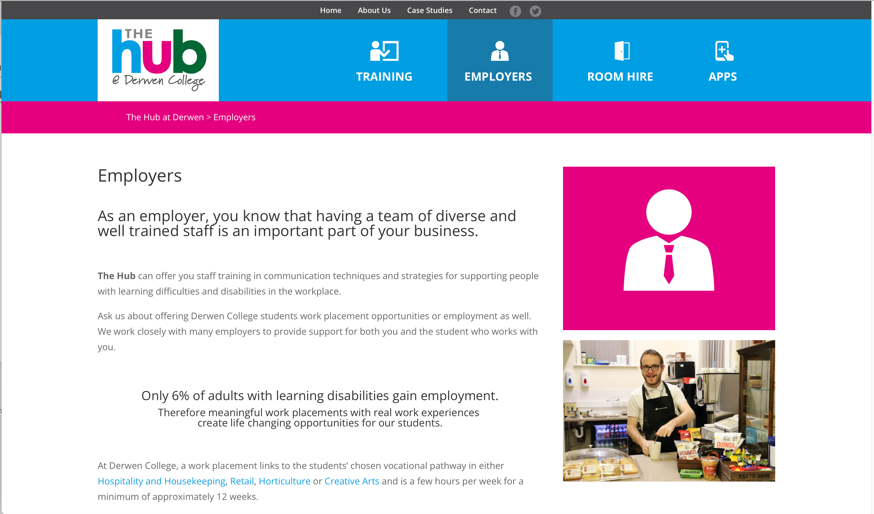 Home About Us Case Studies Contact
THE
hub
@ Derwen College
TRAINING EMPLOYERS ROOM HIRE APPS
The Hub at Derwen > Employers
Employers
As an employer, you know that having a team of diverse and
well trained staff is an important part of your business.
The Hub can offer you staff training in communication techniques and strategies for supporting people
with learning difficulties and disabilities in the workplace.
Ask us about offering Derwen College students work placement opportunities or employment as well.
We work closely with many employers to provide support for both you and the student who works with
you.
Only 6% of adults with learning disabilities gain employment.
Therefore meaningful work placements with real work experiences
create life changing opportunities for our students.
At Derwen College, a work placement links to the students’ chosen vocational pathway in either
Hospitality and Housekeeping, Retail, Horticulture or Creative Arts and is a few hours per week for a
minimum of approximately 12 weeks.